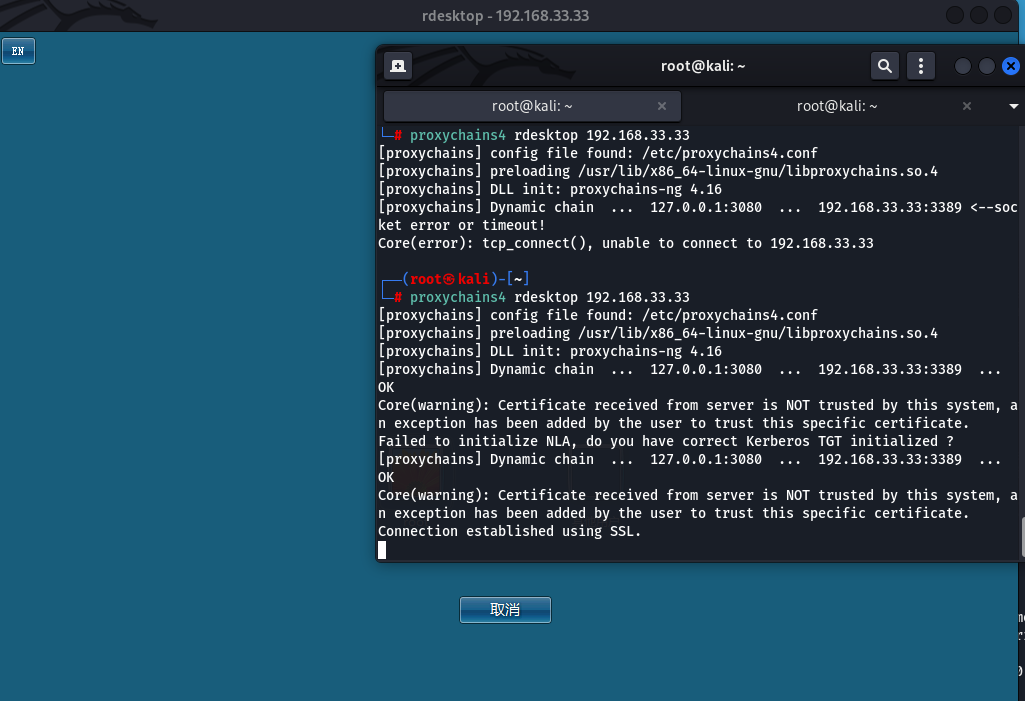 rdesktop - 192.168.33.33
EN
root@kali: ~
root@kali: ~
root@kali: ~
# proxychains4 rdesktop 192.168.33.33
[proxychains] config file found: /etc/proxychains4.conf
[proxychains] preloading /usr/lib/x86_64-linux-gnu/libproxychains.so.4
[proxychains] DLL init: proxychains-ng 4.16
[proxychains] Dynamic chain  ...  127.0.0.1:3080  ...  192.168.33.33:3389 <--soc
ket error or timeout!
Core(error): tcp_connect(), unable to connect to 192.168.33.33
(root㉿kali)-[~]
# proxychains4 rdesktop 192.168.33.33
[proxychains] config file found: /etc/proxychains4.conf
[proxychains] preloading /usr/lib/x86_64-linux-gnu/libproxychains.so.4
[proxychains] DLL init: proxychains-ng 4.16
[proxychains] Dynamic chain  ...  127.0.0.1:3080  ...  192.168.33.33:3389  ...
OK
Core(warning): Certificate received from server is NOT trusted by this system, a
n exception has been added by the user to trust this specific certificate.
Failed to initialize NLA, do you have correct Kerberos TGT initialized ?
[proxychains] Dynamic chain  ...  127.0.0.1:3080  ...  192.168.33.33:3389  ...
OK
Core(warning): Certificate received from server is NOT trusted by this system, a
n exception has been added by the user to trust this specific certificate.
Connection established using SSL.
取消